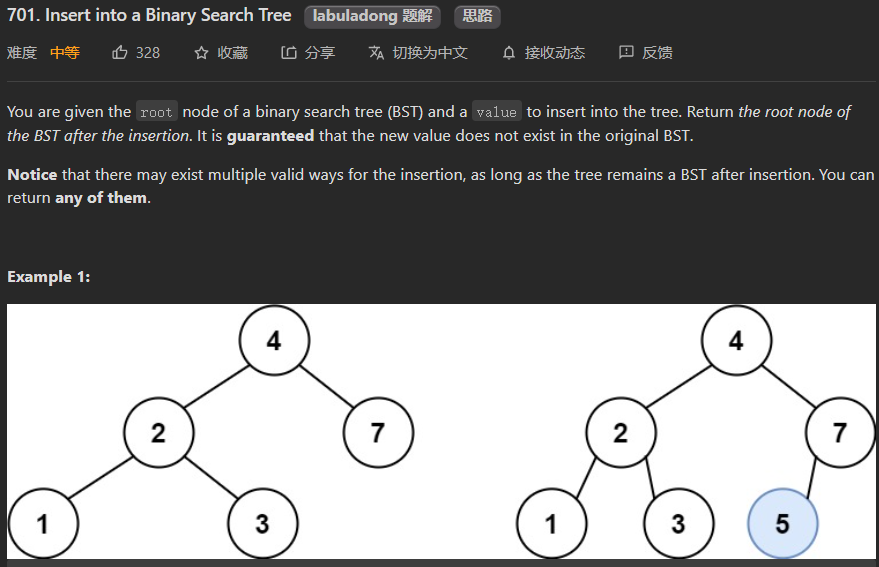 701. Insert into a Binary Search Tree labuladong 题解 思路
难度 中等 328 收藏 分享 切换为中文 接收动态 反馈
You are given the root node of a binary search tree (BST) and a value to insert into the tree. Return the root node of
the BST after the insertion. It is guaranteed that the new value does not exist in the original BST.
Notice that there may exist multiple valid ways for the insertion, as long as the tree remains a BST after insertion. You can
return any of them.
Example 1:
4 4
2 7 2 7
1 3 1 3 5